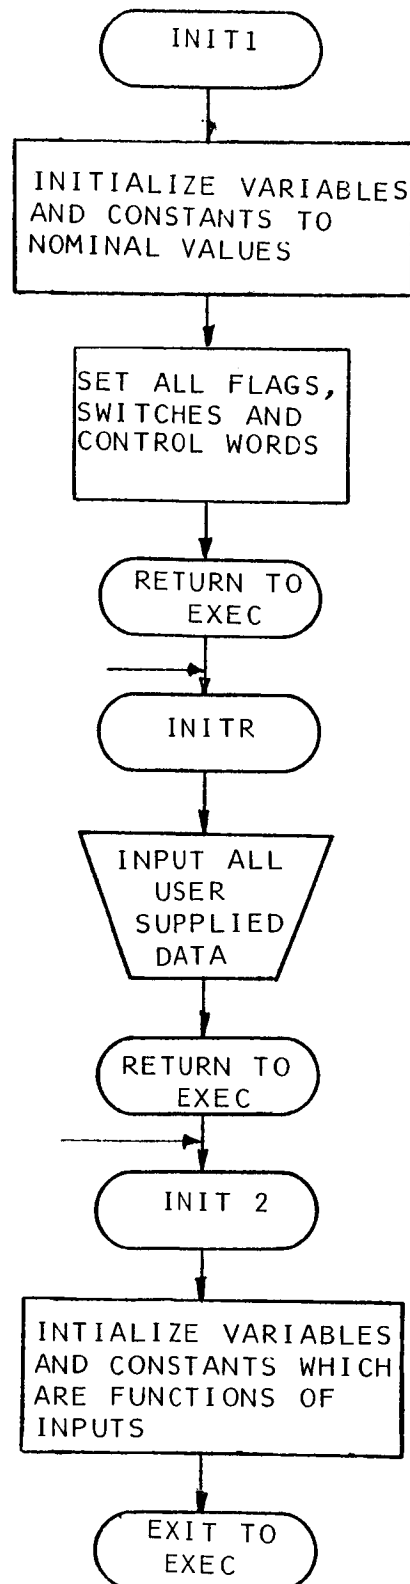 INIT1
INITIALIZE VARIABLES
AND CONSTANTS TO
NOMINAL VALUES
SET ALL FLAGS,
SWITCHES AND
CONTROL WORDS
RETURN TO
EXEC
INITR
INPUT ALL
USER
SUPPLIED
DATA
RETURN TO
EXEC
INIT 2
INTIALIZE VARIABLES
AND CONSTANTS WHICH
ARE FUNCTIONS OF
INPUTS
EXIT TO
EXEC